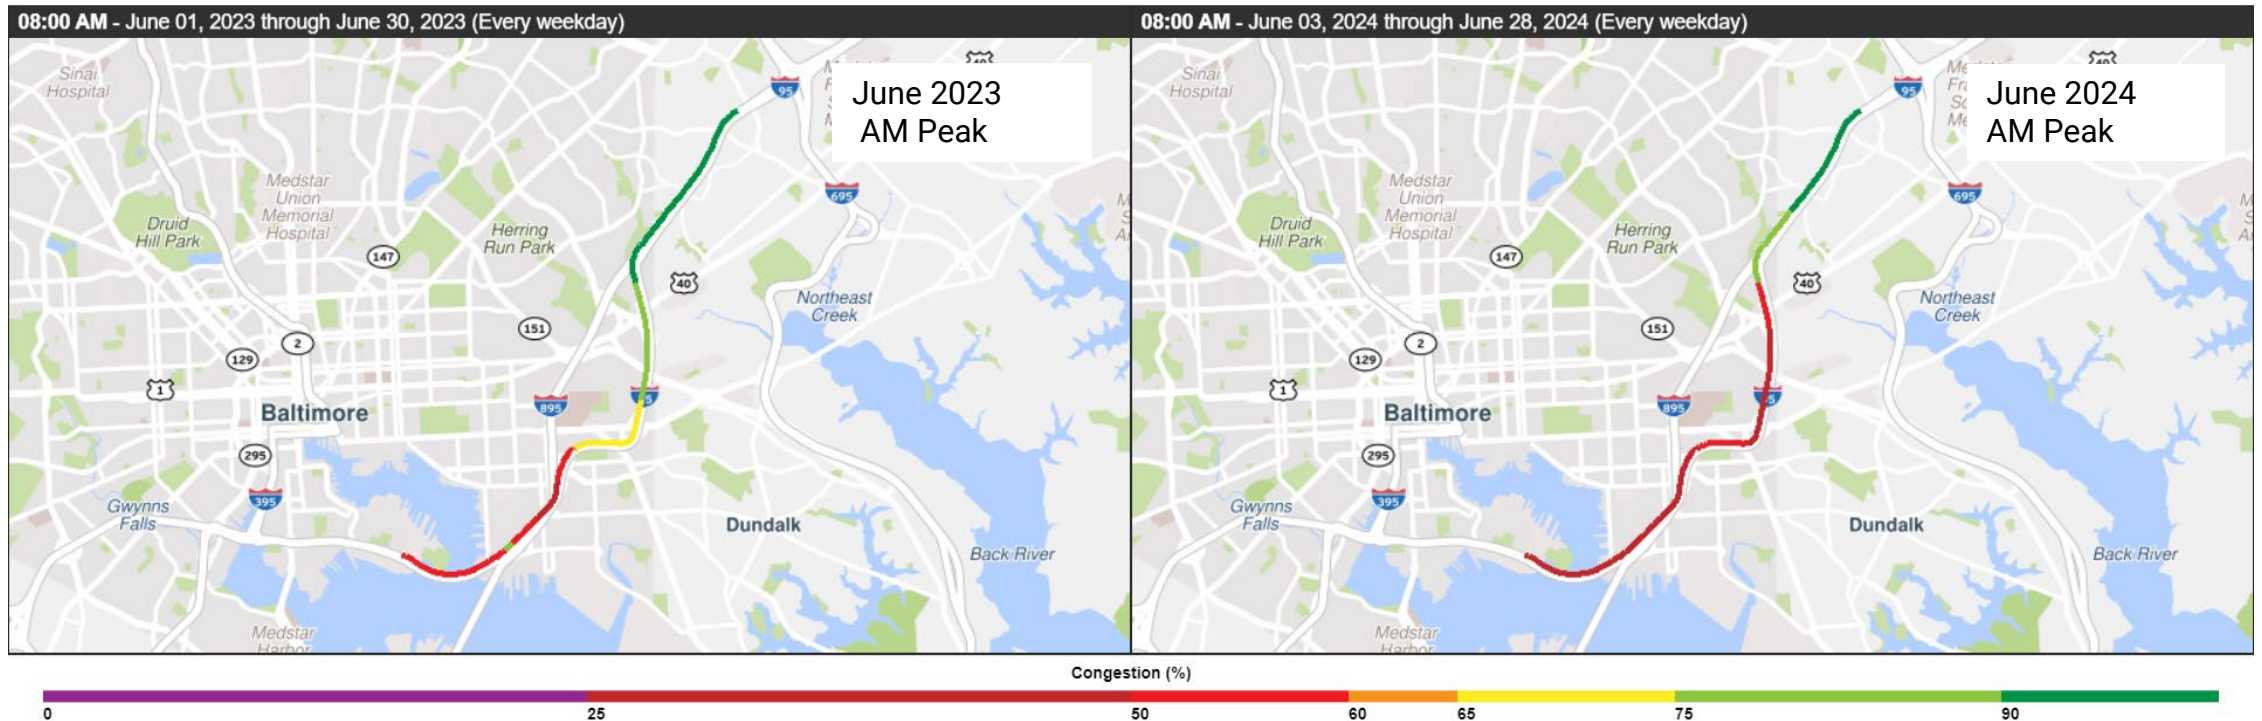 08:00 AM - June 01, 2023 through June 30, 2023 (Every weekday)
Sinai
Hospital
40
95
June 2023
AM Peak
695
Medstar
Union
Memorial
Hospital
Druid
Hill Park
Herring
Run Park
147
40
Northeast
Creek
151
2
129
1
895
Baltimore
295
395
Gwynns
Falls
Dundalk
Back River
Medstar
Harbor
08:00 AM - June 03, 2024 through June 28, 2024 (Every weekday)
Sinai
Hospital
40
95
June 2024
AM Peak
695
Medstar
Union
Memorial
Hospital
Druid
Hill Park
Herring
Run Park
147
40
Northeast
Creek
151
2
129
1
895
Baltimore
295
395
Gwynns
Falls
Dundalk
Back River
Medstar
Harbor
Congestion (%)
0 25 50 60 65 75 90